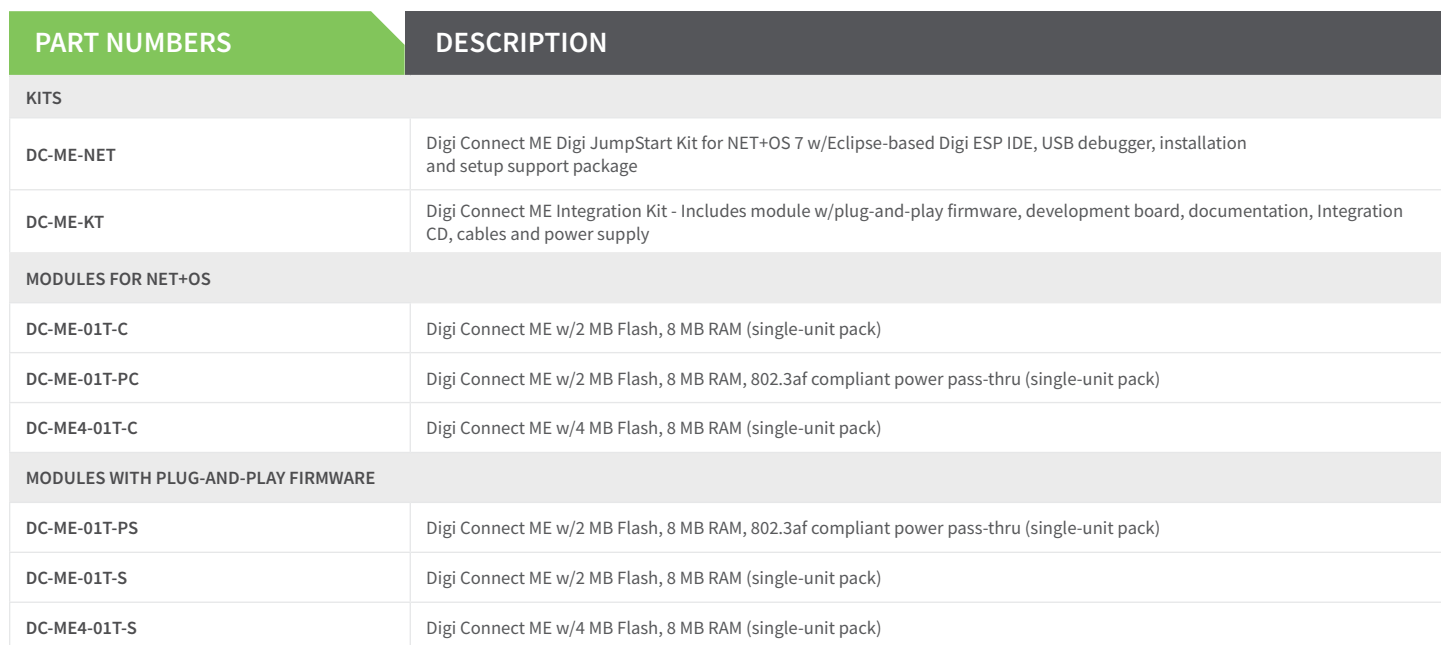 PART NUMBERS DESCRIPTION
KITS
DC-ME-NET Digi Connect ME Digi JumpStart Kit for NET+OS 7 w/Eclipse-based Digi ESP IDE, USB debugger, installation
and setup support package
DC-ME-KT Digi Connect ME Integration Kit - Includes module w/plug-and-play firmware, development board, documentation, Integration
CD, cables and power supply
MODULES FOR NET+OS
DC-ME-01T-C Digi Connect ME w/2 MB Flash, 8 MB RAM (single-unit pack)
DC-ME-01T-PC Digi Connect ME w/2 MB Flash, 8 MB RAM, 802.3af compliant power pass-thru (single-unit pack)
DC-ME4-01T-C Digi Connect ME w/4 MB Flash, 8 MB RAM (single-unit pack)
MODULES WITH PLUG-AND-PLAY FIRMWARE
DC-ME-01T-PS Digi Connect ME w/2 MB Flash, 8 MB RAM, 802.3af compliant power pass-thru (single-unit pack)
DC-ME-01T-S Digi Connect ME w/2 MB Flash, 8 MB RAM (single-unit pack)
DC-ME4-01T-S Digi Connect ME w/4 MB Flash, 8 MB RAM (single-unit pack)